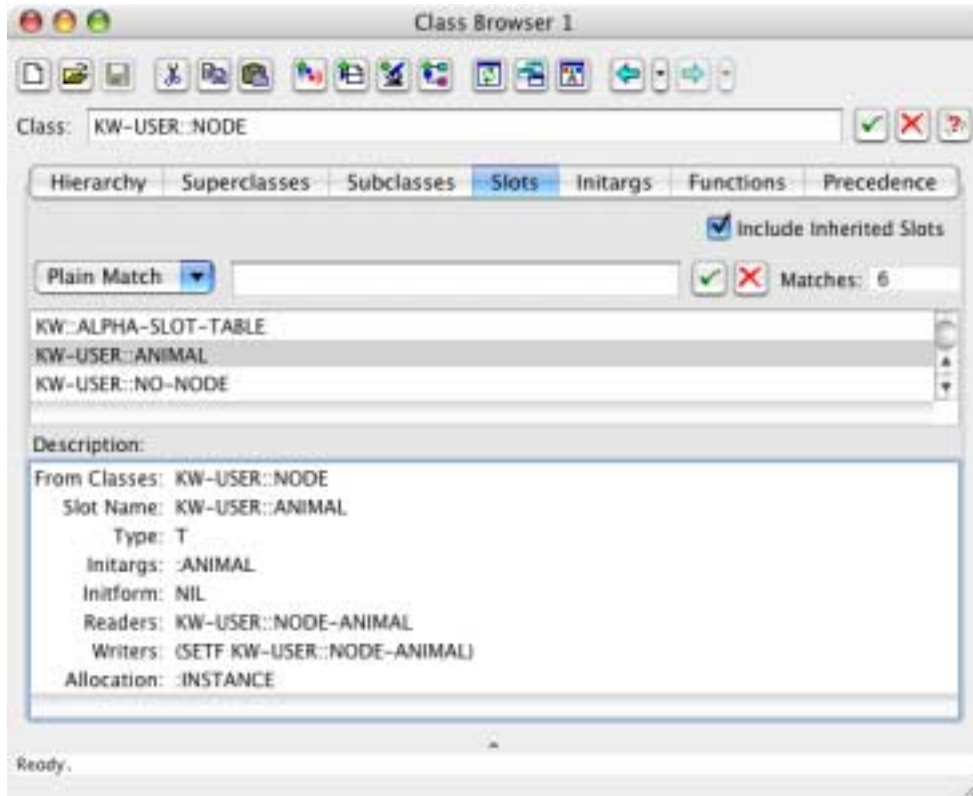 Class Browser 1
Class: KW-USER::NODE
Hierarchy Superclasses Subclasses Slots Initargs Functions Precedence
Include Inherited Slots
Plain Match Matches: 6
KW::ALPHA-SLOT-TABLE
KW-USER::ANIMAL
KW-USER::NO-NODE
Description:
From Classes: KW-USER::NODE
Slot Name: KW-USER::ANIMAL
Type: T
Initargs: :ANIMAL
Initform: NIL
Readers: KW-USER::NODE-ANIMAL
Writers: (SETF KW-USER::NODE-ANIMAL)
Allocation: :INSTANCE
Ready.